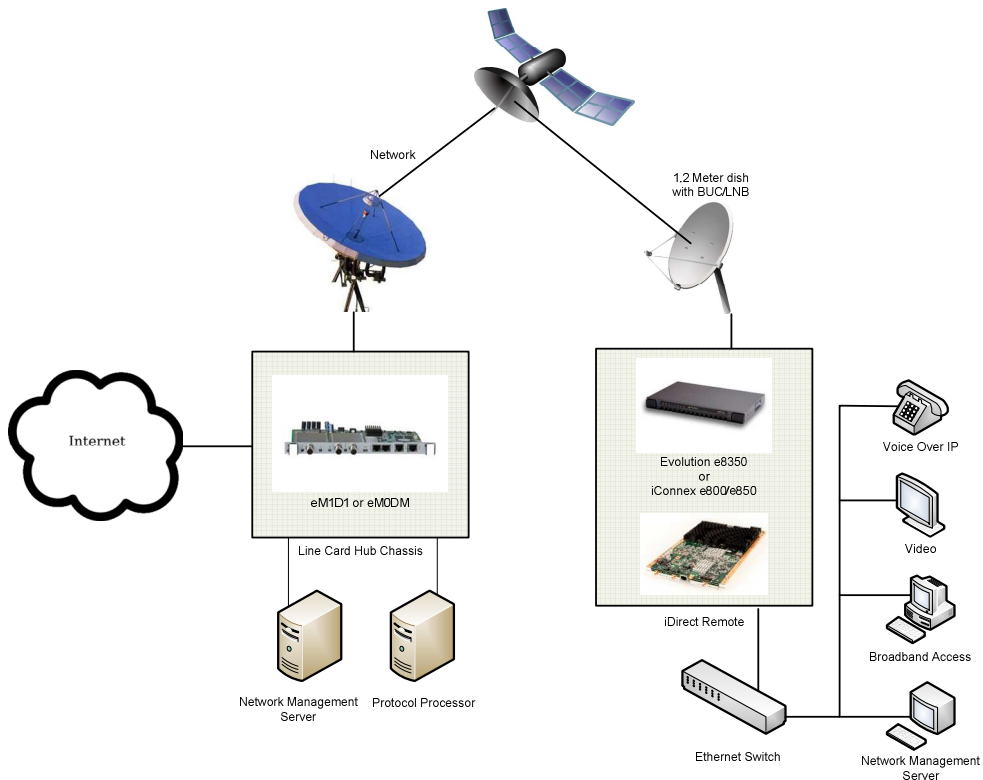 Network
1.2 Meter dish
with BUC/LNB
Internet
eM1D1 or eM0DM
Line Card Hub Chassis
Network Management
Server
Protocol Processor
Evolution e8350
or
iConnex e800/e850
iDirect Remote
Ethernet Switch
Voice Over IP
Video
Broadband Access
Network Management
Server